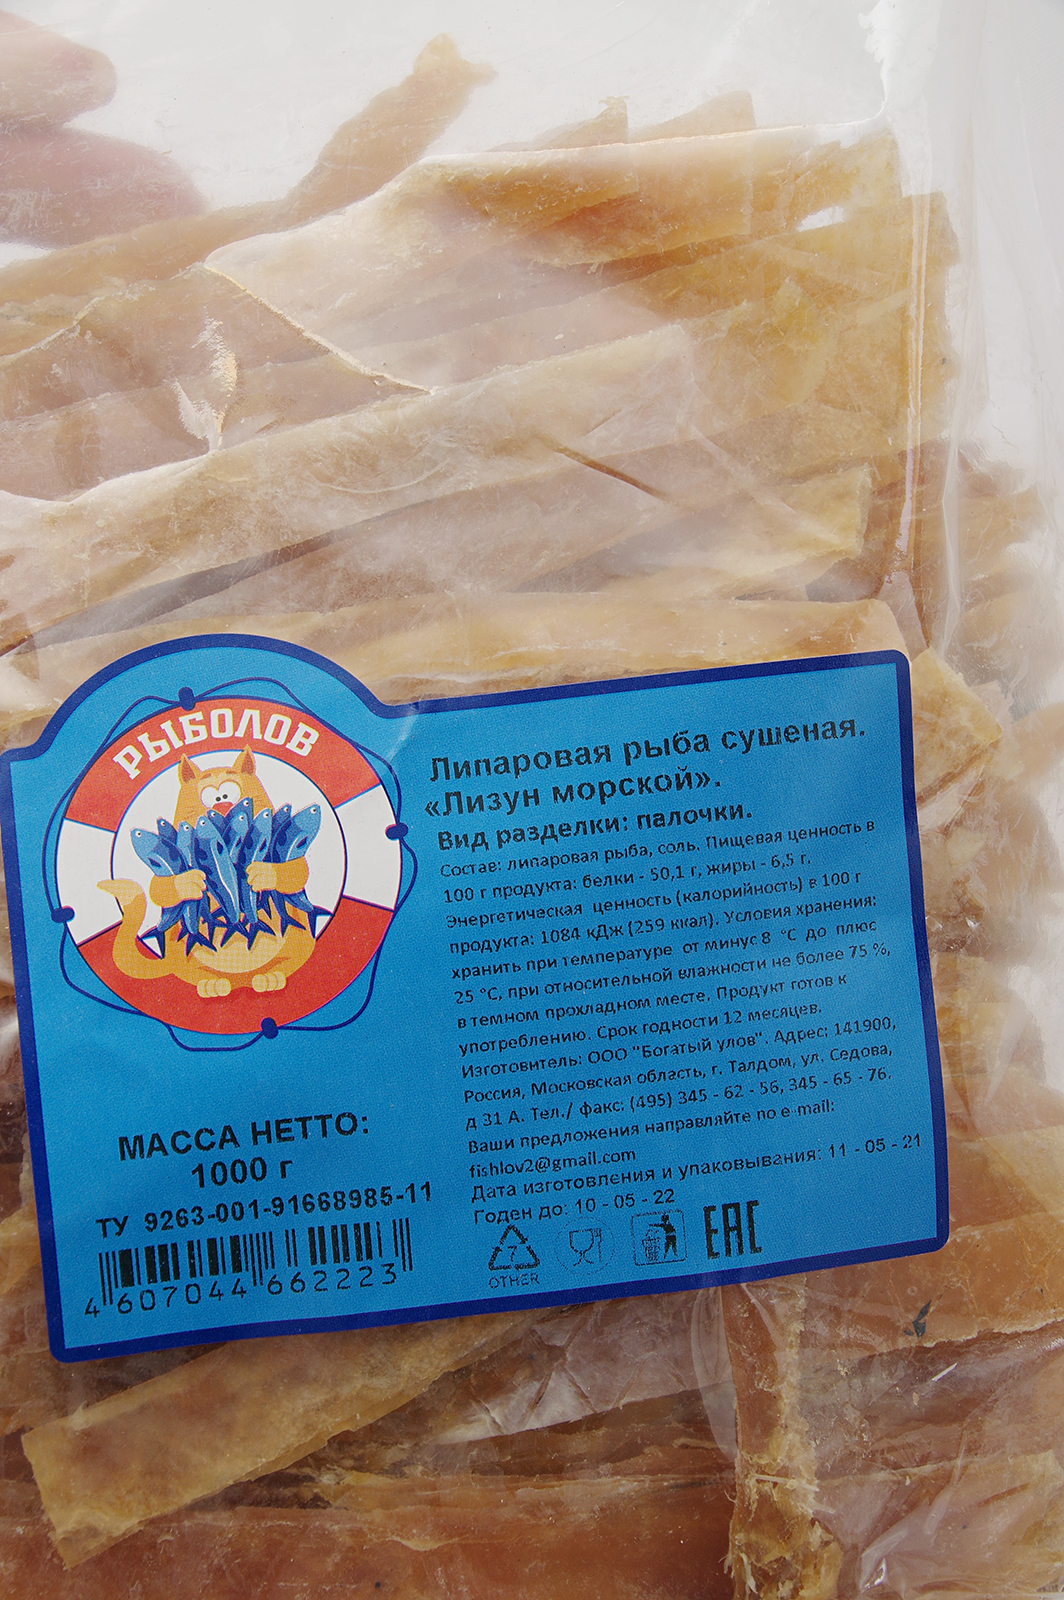 РЫБОЛОВ
Липаровая рыба сушеная.
«Лизун морской».
Вид разделки: палочки.
Состав: липаровая рыба, соль. Пищевая ценность в
100 г продукта: белки - 50,1 г, жиры - 6,5 г.
Энергетическая ценность (калорийность) в 100 г
продукта: 1084 кДж (259 ккал). Условия хранения:
хранить при температуре от минус 8 °С до плюс
25 °С, при относительной влажности не более 75 %,
в темном прохладном месте. Продукт готов к
употреблению. Срок годности 12 месяцев.
Изготовитель: ООО "Богатый улов". Адрес: 141900,
Россия, Московская область, г. Талдом, ул. Седова,
д 31 А. Тел./ факс: (495) 345 - 62 - 56, 345 - 65 - 76.
Ваши предложения направляйте по e-mail:
fishlov2@gmail.com
Дата изготовления и упаковывания: 11 - 05 - 21
Годен до: 10 - 05 - 22
7
OTHER
EAC
МАССА НЕТТО:
1000 г
ТУ 9263-001-91668985-11
4 607044 662223